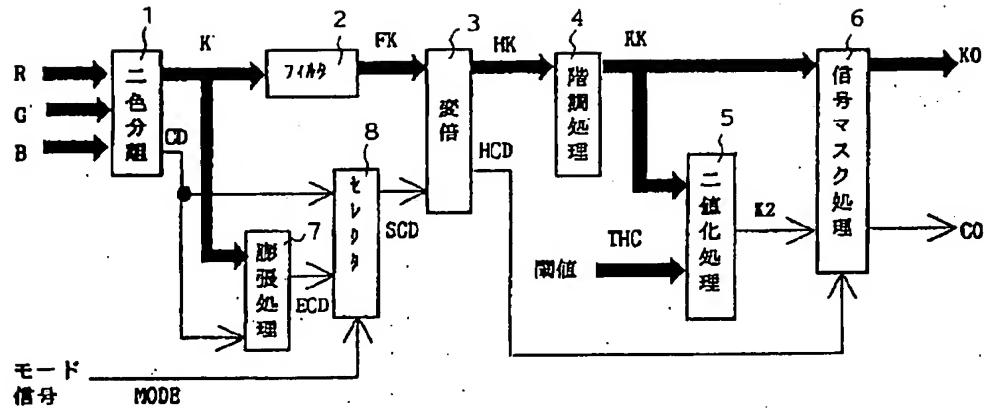 1
二色分離
R
G
B
K
CD
2
フィルタ
FK
3
変倍
HK
4
階調処理
KK
5
二値化処理
K2
6
信号マスク処理
KO
CO
7
膨張処理
ECD
8
セレクタ
SCD
HCD
THC
閾値
モード
信号
MODE